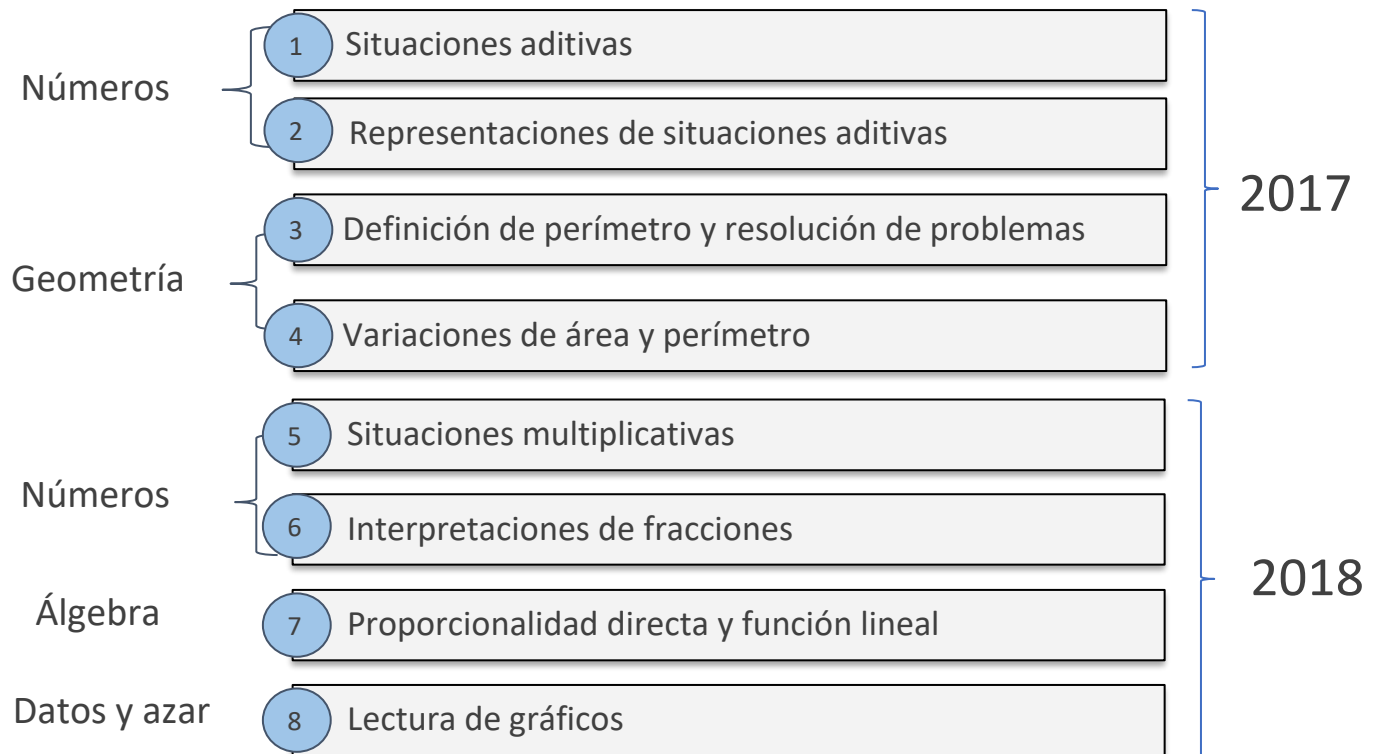 Números
1 Situaciones aditivas
2 Representaciones de situaciones aditivas
2017
Geometría
3 Definición de perímetro y resolución de problemas
4 Variaciones de área y perímetro
Números
5 Situaciones multiplicativas
6 Interpretaciones de fracciones
2018
Álgebra
7 Proporcionalidad directa y función lineal
Datos y azar
8 Lectura de gráficos